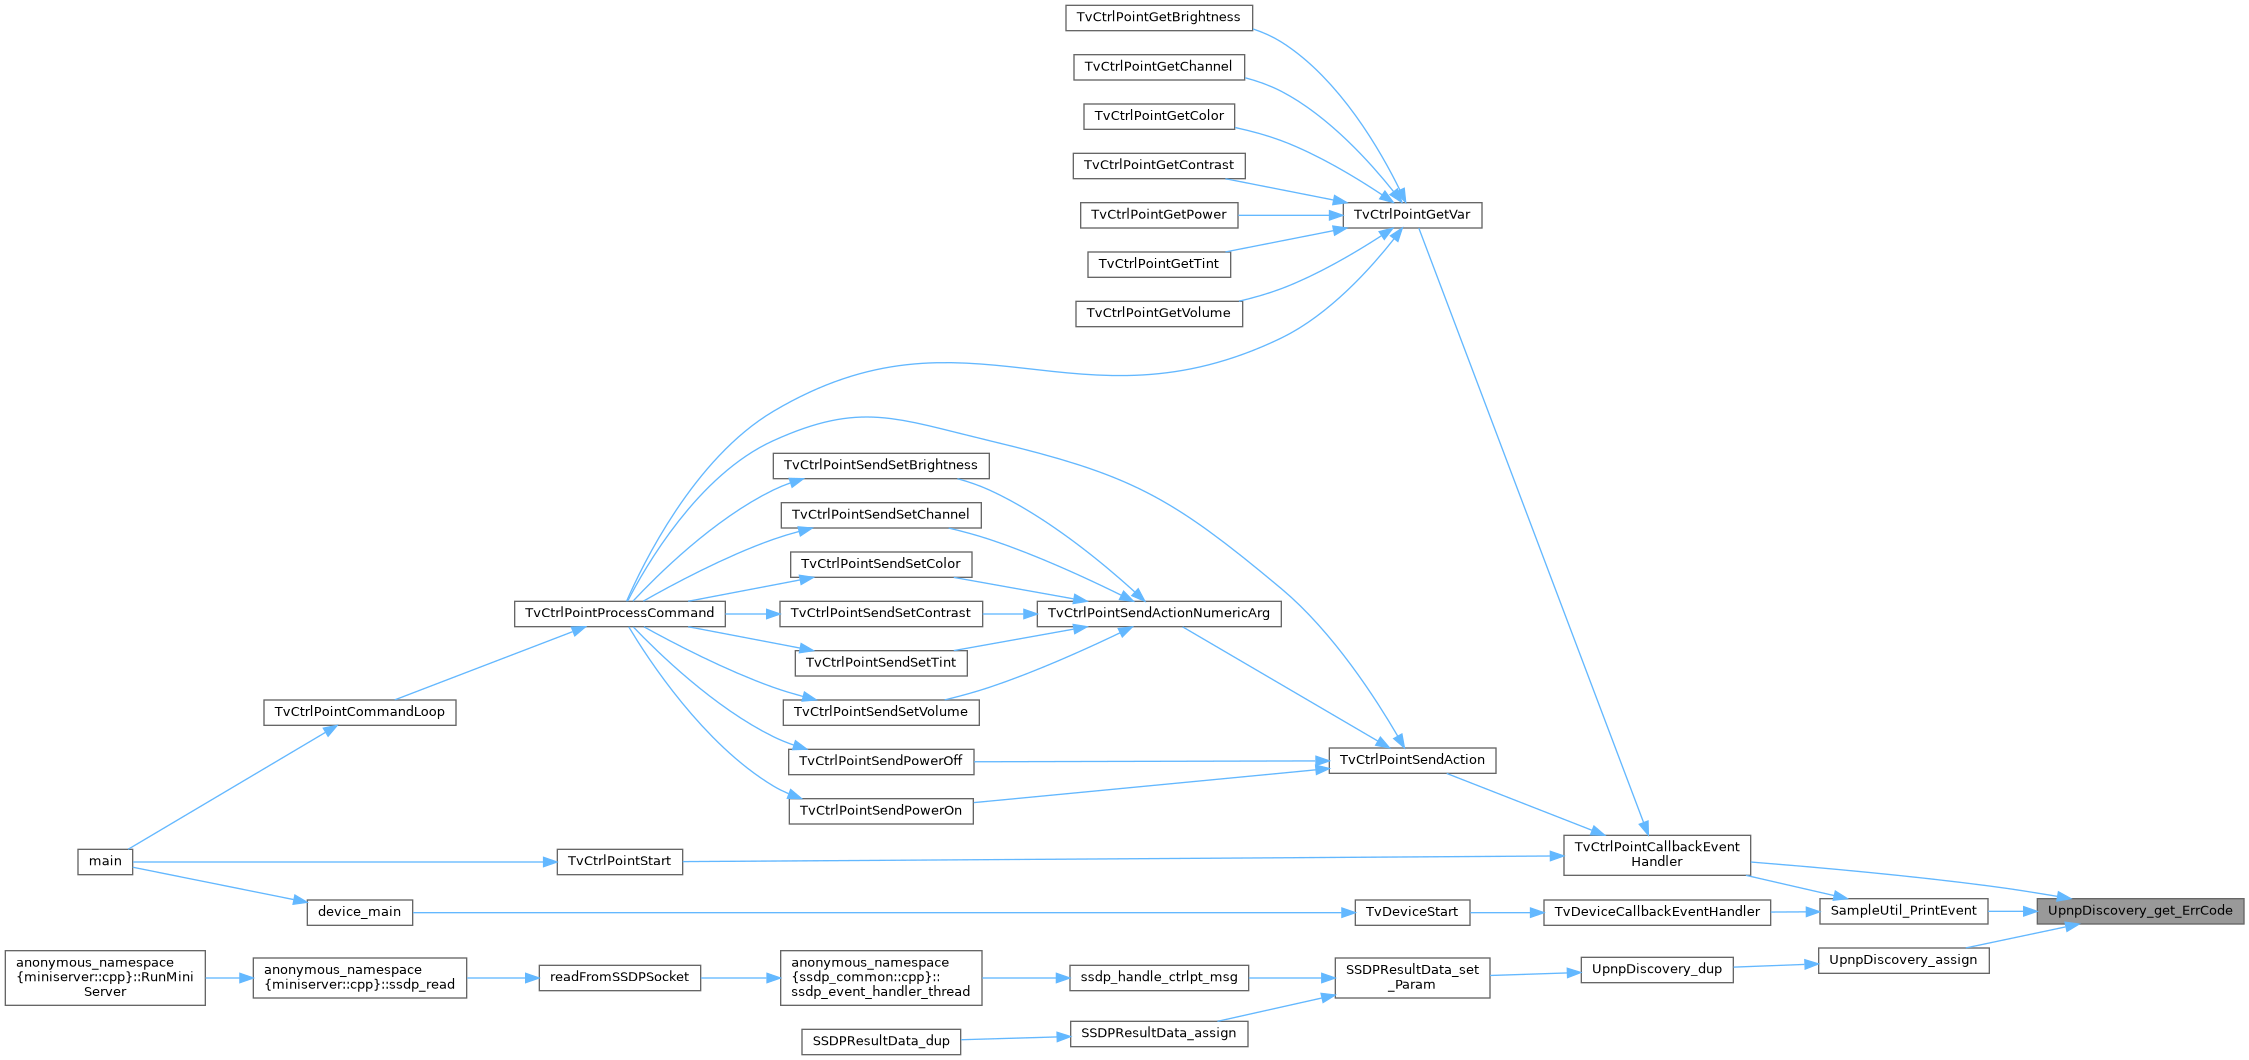 TvCtrlPointGetBrightness
TvCtrlPointGetChannel
TvCtrlPointGetColor
TvCtrlPointGetContrast
TvCtrlPointGetPower
TvCtrlPointGetVar
TvCtrlPointGetTint
TvCtrlPointGetVolume
TvCtrlPointSendSetBrightness
TvCtrlPointSendSetChannel
TvCtrlPointSendSetColor
TvCtrlPointProcessCommand
TvCtrlPointSendSetContrast
TvCtrlPointSendActionNumericArg
TvCtrlPointSendSetTint
TvCtrlPointCommandLoop
TvCtrlPointSendSetVolume
TvCtrlPointSendPowerOff
TvCtrlPointSendAction
TvCtrlPointSendPowerOn
main
TvCtrlPointStart
TvCtrlPointCallbackEvent
Handler
device_main
TvDeviceStart
TvDeviceCallbackEventHandler
SampleUtil_PrintEvent
UpnpDiscovery_get_ErrCode
anonymous_namespace
{miniserver::cpp}::RunMini
Server
anonymous_namespace
{miniserver::cpp}::ssdp_read
readFromSSDPSocket
anonymous_namespace
{ssdp_common::cpp}::
ssdp_event_handler_thread
ssdp_handle_ctrlpt_msg
SSDPResultData_set
_Param
UpnpDiscovery_dup
UpnpDiscovery_assign
SSDPResultData_dup
SSDPResultData_assign